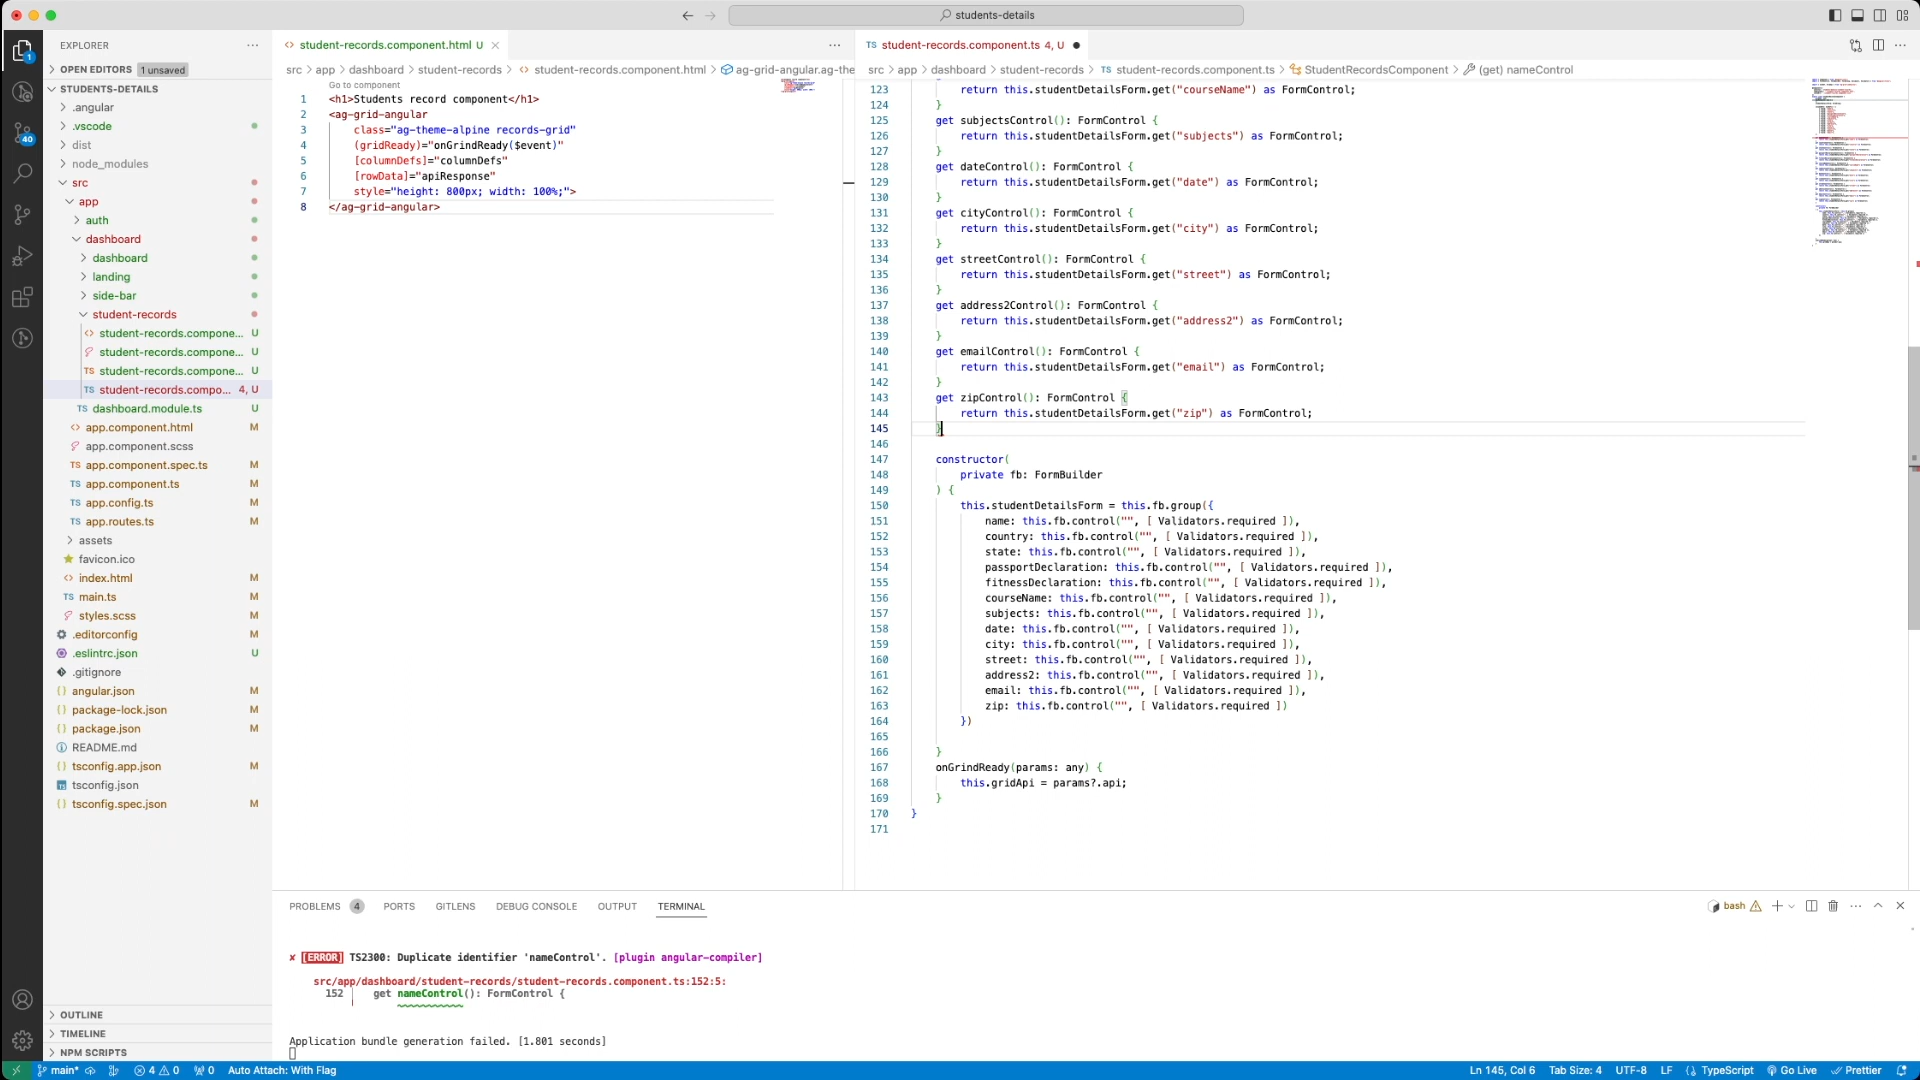 students-details
EXPLORER
OPEN EDITORS 1 unsaved
STUDENTS-DETAILS
.angular
.vscode
dist
node_modules
src
app
auth
dashboard
dashboard
landing
side-bar
student-records
student-records.compone... U
student-records.compone... U
TS student-records.compone... U
TS student-records.compo... 4, U
TS dashboard.module.ts U
app.component.html M
app.component.scss
TS app.component.spec.ts M
TS app.component.ts M
TS app.config.ts M
TS app.routes.ts M
assets
favicon.ico
index.html M
TS main.ts M
styles.scss M
.editorconfig M
.eslintrc.json U
.gitignore
angular.json M
package-lock.json M
package.json M
README.md
tsconfig.app.json M
tsconfig.json
tsconfig.spec.json M
OUTLINE
TIMELINE
NPM SCRIPTS
1
40
student-records.component.html U
src > app > dashboard > student-records > student-records.component.html > ag-grid-angular.ag-the
Go to component
1 <h1>Students record component</h1>
2 <ag-grid-angular
3 class="ag-theme-alpine records-grid"
4 (gridReady)="onGrindReady($event)"
5 [columnDefs]="columnDefs"
6 [rowData]="apiResponse"
7 style="height: 800px; width: 100%;">
8 </ag-grid-angular>
TS student-records.component.ts 4, U
src > app > dashboard > student-records > TS student-records.component.ts > StudentRecordsComponent > (get) nameControl
123 return this.studentDetailsForm.get("courseName") as FormControl;
124 }
125 get subjectsControl(): FormControl {
126 return this.studentDetailsForm.get("subjects") as FormControl;
127 }
128 get dateControl(): FormControl {
129 return this.studentDetailsForm.get("date") as FormControl;
130 }
131 get cityControl(): FormControl {
132 return this.studentDetailsForm.get("city") as FormControl;
133 }
134 get streetControl(): FormControl {
135 return this.studentDetailsForm.get("street") as FormControl;
136 }
137 get address2Control(): FormControl {
138 return this.studentDetailsForm.get("address2") as FormControl;
139 }
140 get emailControl(): FormControl {
141 return this.studentDetailsForm.get("email") as FormControl;
142 }
143 get zipControl(): FormControl {
144 return this.studentDetailsForm.get("zip") as FormControl;
145 }
146
147 constructor(
148 private fb: FormBuilder
149 ) {
150 this.studentDetailsForm = this.fb.group({
151 name: this.fb.control("", [ Validators.required ]),
152 country: this.fb.control("", [ Validators.required ]),
153 state: this.fb.control("", [ Validators.required ]),
154 passportDeclaration: this.fb.control("", [ Validators.required ]),
155 fitnessDeclaration: this.fb.control("", [ Validators.required ]),
156 courseName: this.fb.control("", [ Validators.required ]),
157 subjects: this.fb.control("", [ Validators.required ]),
158 date: this.fb.control("", [ Validators.required ]),
159 city: this.fb.control("", [ Validators.required ]),
160 street: this.fb.control("", [ Validators.required ]),
161 address2: this.fb.control("", [ Validators.required ]),
162 email: this.fb.control("", [ Validators.required ]),
163 zip: this.fb.control("", [ Validators.required ])
164 })
165
166 }
167 onGrindReady(params: any) {
168 this.gridApi = params?.api;
169 }
170 }
171
PROBLEMS 4 PORTS GITLENS DEBUG CONSOLE OUTPUT TERMINAL
bash
✘ [ERROR] TS2300: Duplicate identifier 'nameControl'. [plugin angular-compiler]
src/app/dashboard/student-records/student-records.component.ts:152:5:
152 │ get nameControl(): FormControl {
Application bundle generation failed. [1.801 seconds]
main* 4 0 0 Auto Attach: With Flag
Ln 145, Col 6 Tab Size: 4 UTF-8 LF TypeScript Go Live Prettier